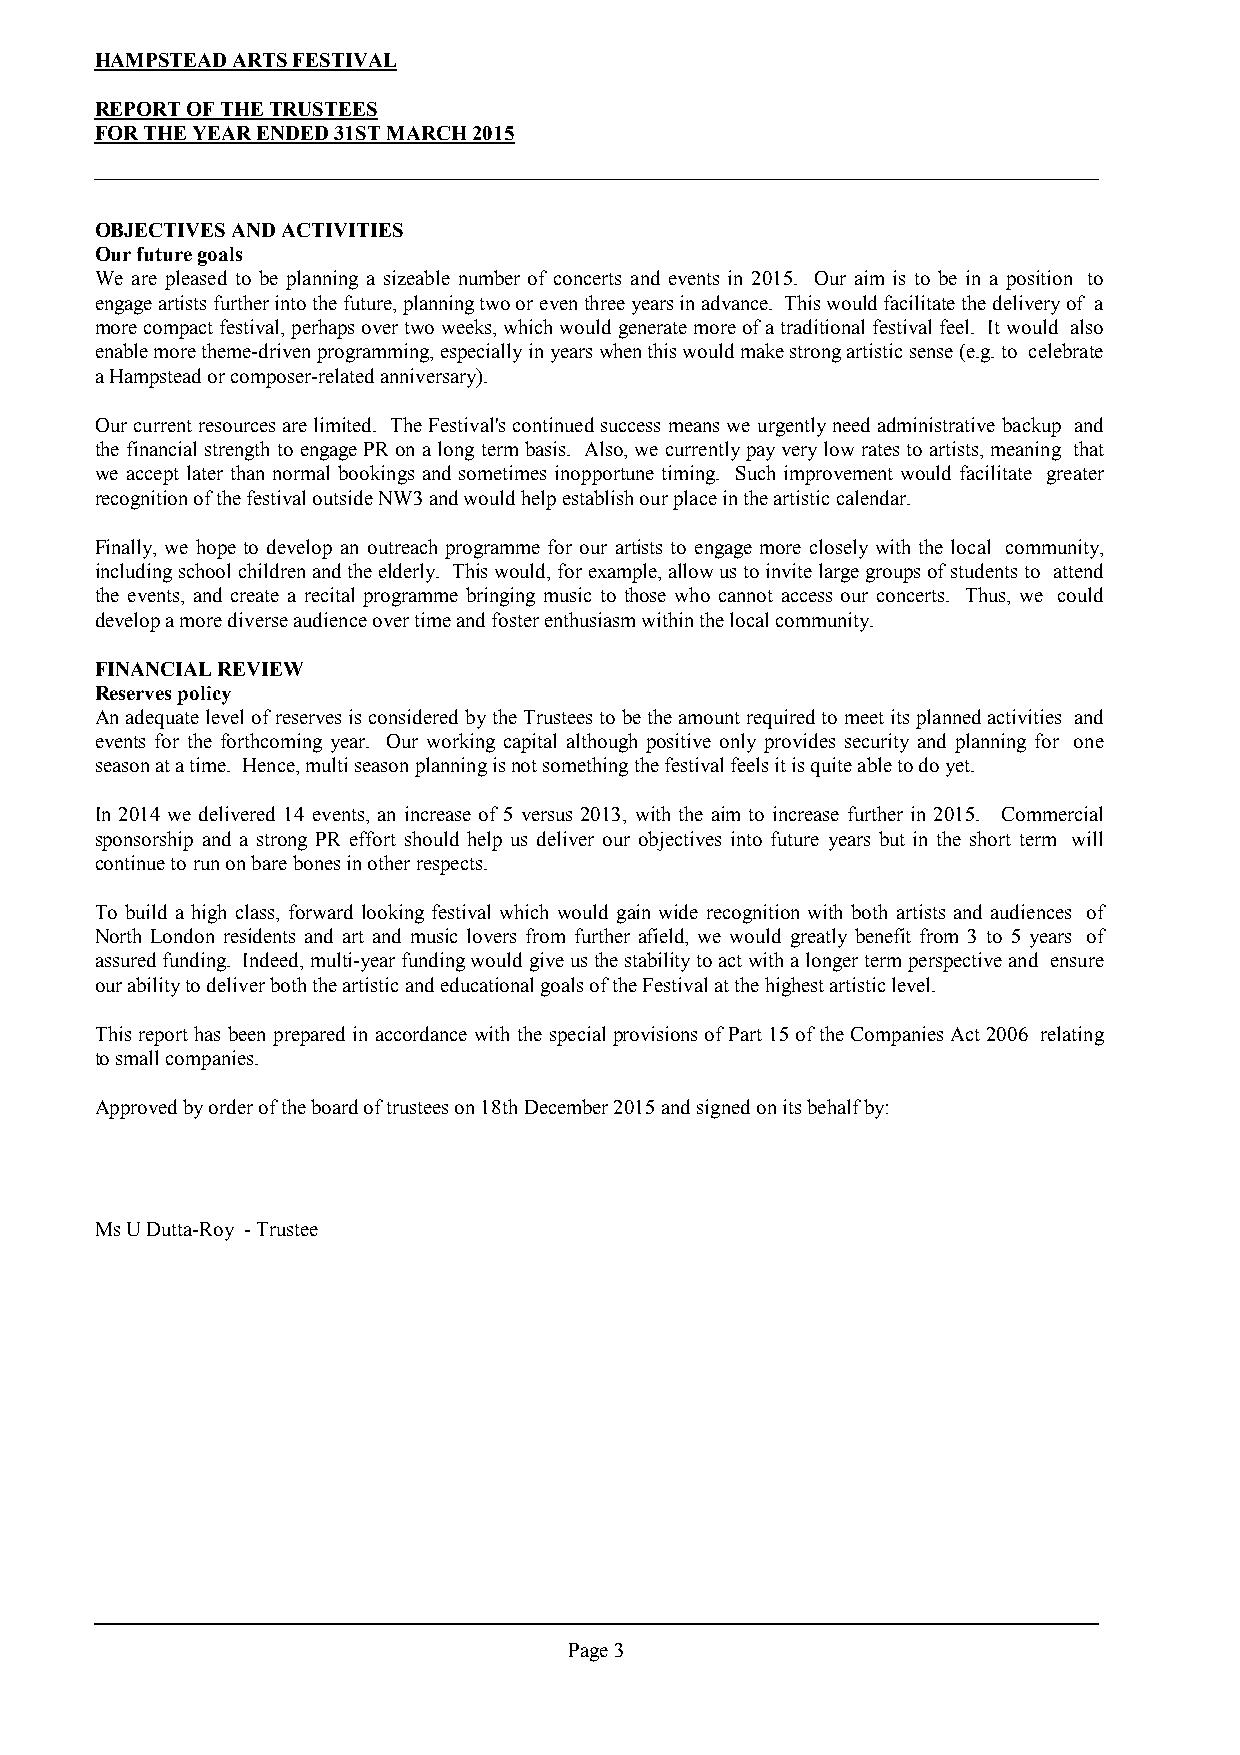 HAMPSTEAD ARTS FESTIVAL
REPORT OF THE TRUSTEES
FOR THE YEAR ENDED 31ST MARCH 2015
OBJECTIVES AND ACTIVITIES
Our future goals
We are pleased to be planning a sizeable number of concerts and events in 2015. Our aim is to be in a position to
engage artists further into the future, planning two or even three years in advance. This would facilitate the delivery of a
more compact festival, perhaps over two weeks, which would generate more of a traditional festival feel. It would also
enable more theme-driven programming, especially in years when this would make strong artistic sense (e.g. to celebrate
a Hampstead or composer-related anniversary).
Our current resources are limited. The Festival's continued success means we urgently need administrative backup and
the financial strength to engage PR on a long term basis. Also, we currently pay very low rates to artists, meaning that
we accept later than normal bookings and sometimes inopportune timing. Such improvement would facilitate greater
recognition of the festival outside NW3 and would help establish our place in the artistic calendar.
Finally, we hope to develop an outreach programme for our artists to engage more closely with the local community,
including school children and the elderly. This would, for example, allow us to invite large groups of students to attend
the events, and create a recital programme bringing music to those who cannot access our concerts. Thus, we could
develop a more diverse audience over time and foster enthusiasm within the local community.
FINANCIAL REVIEW
Reserves policy
An adequate level of reserves is considered by the Trustees to be the amount required to meet its planned activities and
events for the forthcoming year. Our working capital although positive only provides security and planning for one
season at a time. Hence, multi season planning is not something the festival feels it is quite able to do yet.
In 2014 we delivered 14 events, an increase of 5 versus 2013, with the aim to increase further in 2015. Commercial
sponsorship and a strong PR effort should help us deliver our objectives into future years but in the short term will
continue to run on bare bones in other respects.
To build a high class, forward looking festival which would gain wide recognition with both artists and audiences of
North London residents and art and music lovers from further afield, we would greatly benefit from 3 to 5 years of
assured funding. Indeed, multi-year funding would give us the stability to act with a longer term perspective and ensure
our ability to deliver both the artistic and educational goals of the Festival at the highest artistic level.
This report has been prepared in accordance with the special provisions of Part 15 of the Companies Act 2006 relating
to small companies.
Approved by order of the board of trustees on 18th December 2015 and signed on its behalf by:
Ms U Dutta-Roy - Trustee
Page 3